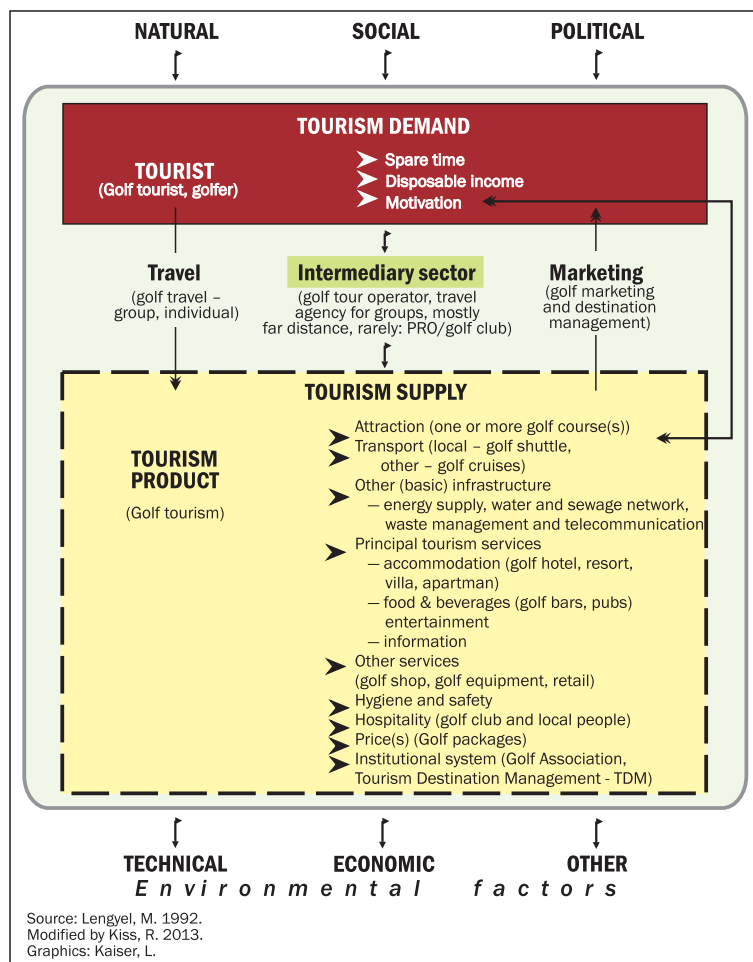 NATURAL SOCIAL POLITICAL
TOURISM DEMAND
TOURIST
(Golf tourist, golfer)
Spare time
Disposable income
Motivation
Travel
(golf travel –
group, individual)
Intermediary sector
(golf tour operator, travel
agency for groups, mostly
far distance, rarely: PRO/golf club)
Marketing
(golf marketing
and destination
management)
TOURISM SUPPLY
TOURISM
PRODUCT
(Golf tourism)
Attraction (one or more golf course(s))
Transport (local – golf shuttle,
other – golf cruises)
Other (basic) infrastructure
— energy supply, water and sewage network,
waste management and telecommunication
Principal tourism services
— accommodation (golf hotel, resort,
villa, apartman)
— food & beverages (golf bars, pubs)
entertainment
— information
Other services
(golf shop, golf equipment, retail)
Hygiene and safety
Hospitality (golf club and local people)
Price(s) (Golf packages)
Institutional system (Golf Association,
Tourism Destination Management - TDM)
TECHNICAL ECONOMIC OTHER
Environmental factors
Source: Lengyel, M. 1992.
Modified by Kiss, R. 2013.
Graphics: Kaiser, L.